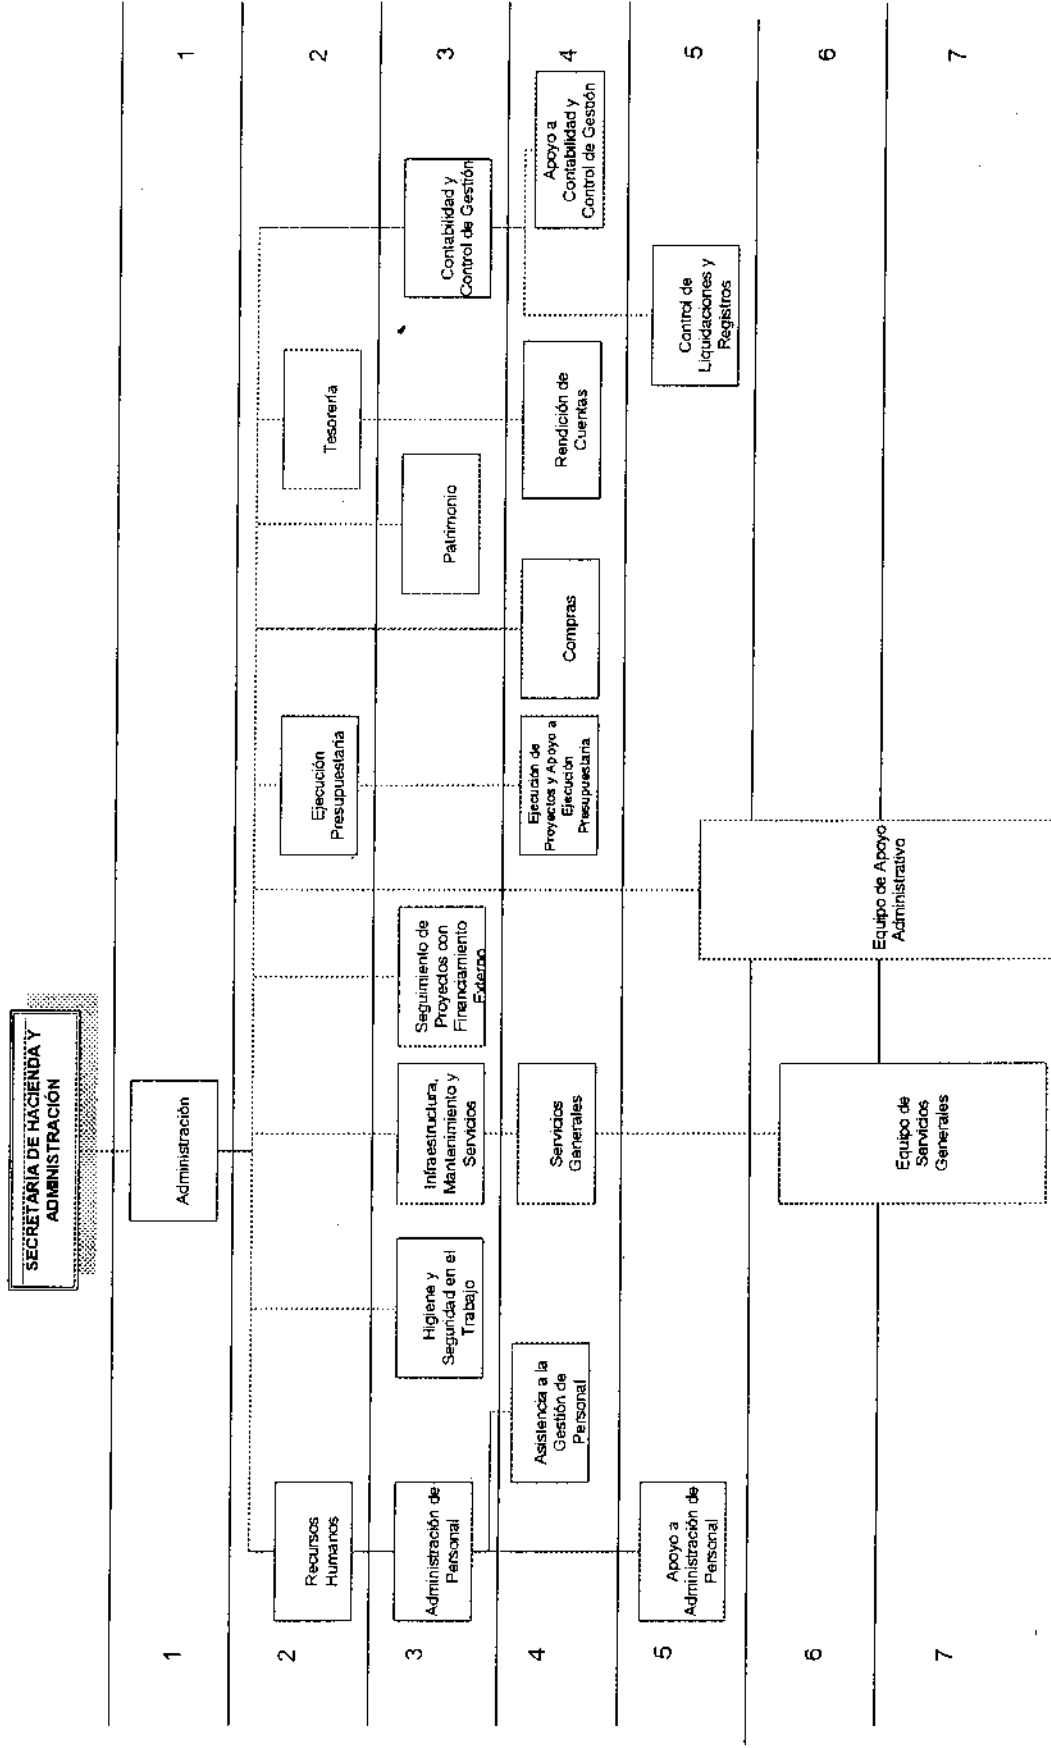 SECRETARÍA DE HACIENDA Y
ADMINISTRACIÓN
1
1
Administración
2
2
Recursos
Humanos
Ejecución
Presupuestaria
Tesorería
3
3
Administración de
Personal
Higiene y
Seguridad en el
Trabajo
Infraestructura,
Mantenimiento y
Servicios
Seguimiento de
Proyectos con
Financiamiento
Externo
Patrimonio
Contabilidad y
Control de Gestión
4
4
Asistencia a la
Gestión de
Personal
Servicios
Generales
Ejecución de
Proyectos y Apoyo a
Ejecución
Presupuestaria
Compras
Rendición de
Cuentas
Apoyo a
Contabilidad y
Control de Gestión
5
5
Apoyo a
Administración de
Personal
Control de
Liquidaciones y
Registros
6
6
7
7
Equipo de
Servicios
Generales
Equipo de Apoyo
Administrativo